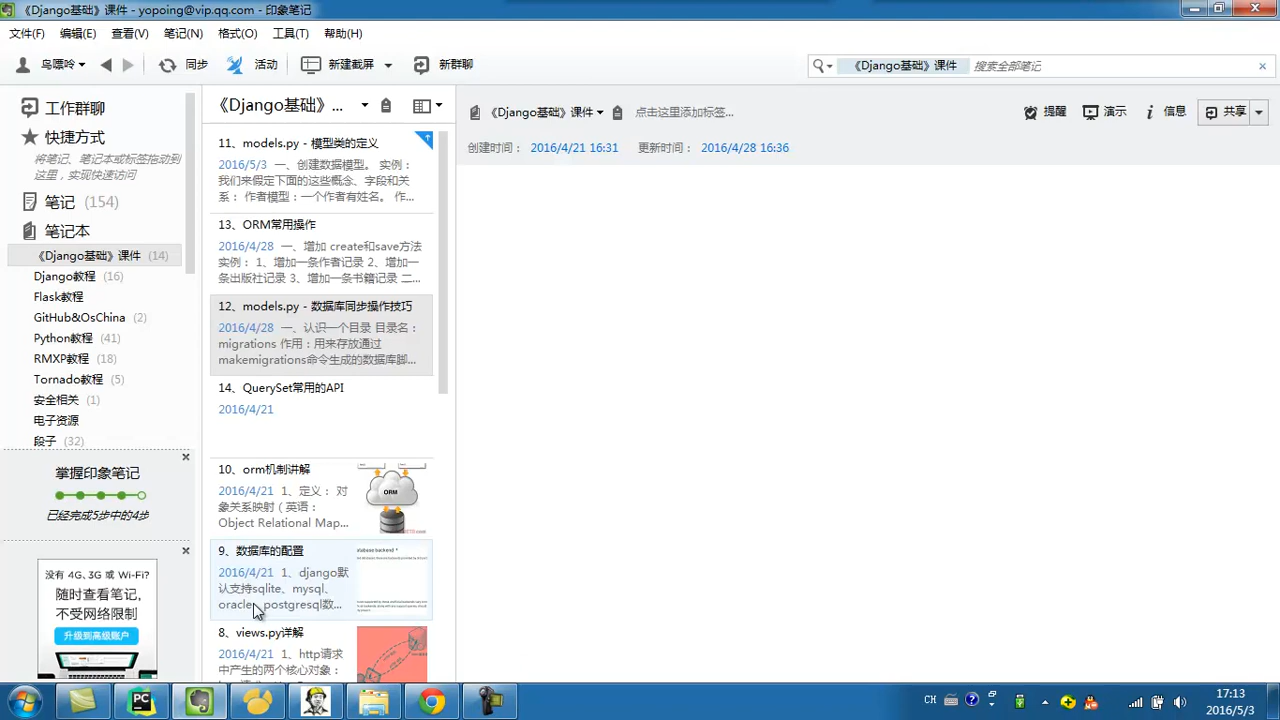 《Django基础》课件 - yopoing@vip.qq.com - 印象笔记
文件(F) 编辑(E) 查看(V) 笔记(N) 格式(O) 工具(T) 帮助(H)
鸟嘌呤 同步 活动 新建截屏 新群聊 《Django基础》课件 搜索全部笔记
工作群聊
快捷方式
将笔记、笔记本或标签拖动到
这里，实现快速访问
笔记 (154)
笔记本
《Django基础》课件 (14)
Django教程 (16)
Flask教程
GitHub&OsChina (2)
Python教程 (41)
RMXP教程 (18)
Tornado教程 (5)
安全相关 (1)
电子资源
段子 (32)
掌握印象笔记
已经完成5步中的4步
没有 4G、3G 或 Wi-Fi?
随时查看笔记,
不受网络限制
升级到高级账户
《Django基础》...
11、models.py - 模型类的定义
2016/5/3 一、创建数据模型。 实例：
我们来假定下面的这些概念、字段和关
系： 作者模型：一个作者有姓名。 作...
13、ORM常用操作
2016/4/28 一、增加 create和save方法
实例： 1、增加一条作者记录 2、增加一
条出版社记录 3、增加一条书籍记录 二...
12、models.py - 数据库同步操作技巧
2016/4/28 一、认识一个目录 目录名：
migrations 作用：用来存放通过
makemigrations命令生成的数据库脚...
14、QuerySet常用的API
2016/4/21
10、orm机制讲解
2016/4/21 1、定义： 对
象关系映射（英语：
Object Relational Map...
ORM
9、数据库的配置
2016/4/21 1、django默
认支持sqlite、mysql,
oracle、postgresql数...
8、views.py详解
2016/4/21 1、http请求
中产生的两个核心对象：
《Django基础》课件 点击这里添加标签... 提醒 演示 信息 共享
创建时间： 2016/4/21 16:31 更新时间： 2016/4/28 16:36
CH
17:13
2016/5/3